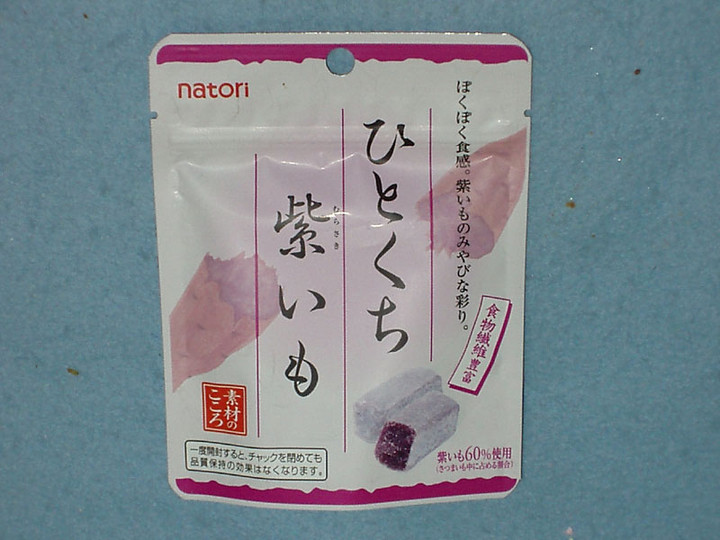 natori
ぽくぽく食感。紫いものみやびな彩り。
ひとくち
紫いも
むらさき
食物繊維豊富
素材の
こころ
一度開封すると、チャックを閉めても
品質保持の効果はなくなります。
紫いも60%使用
(さつまいも中に占める割合)